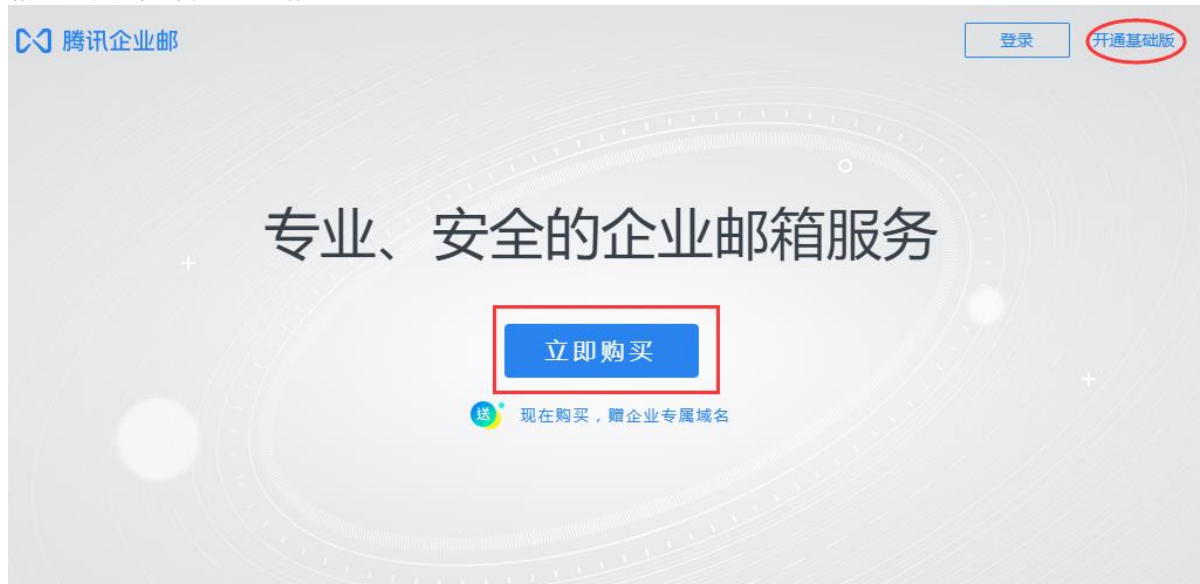 腾讯企业邮
登录
开通基础版
专业、安全的企业邮箱服务
立即购买
送
现在购买，赠企业专属域名